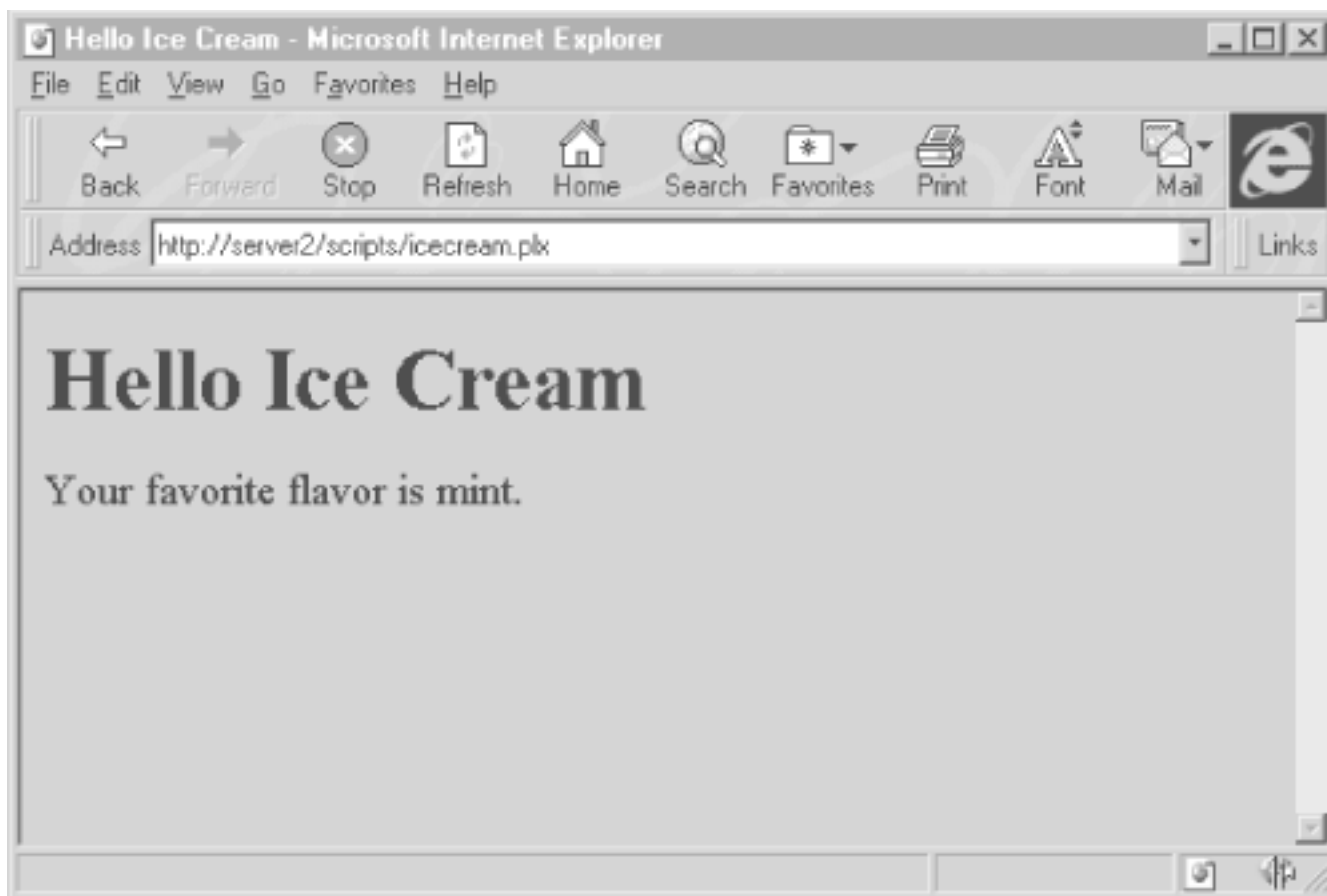 Hello Ice Cream - Microsoft Internet Explorer
File Edit View Go Favorites Help
Back Forward Stop Refresh Home Search Favorites Print Font Mail
Address http://server2/scripts/icecream.plx Links
Hello Ice Cream
Your favorite flavor is mint.